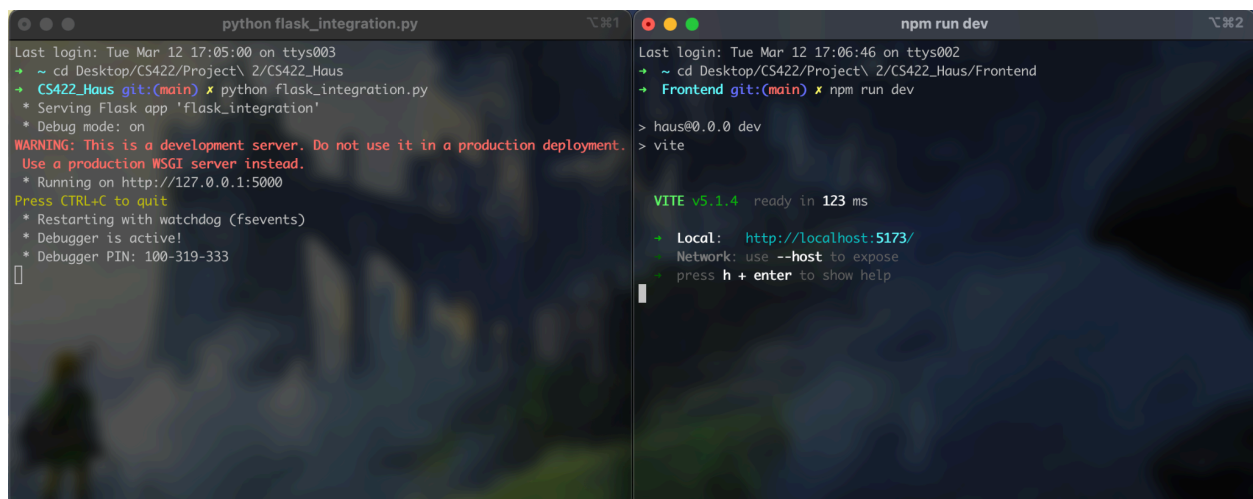 python flask_integration.py
⌥⌘1
Last login: Tue Mar 12 17:05:00 on ttys003
➜  ~ cd Desktop/CS422/Project\ 2/CS422_Haus
➜  CS422_Haus git:(main) ✗ python flask_integration.py
 * Serving Flask app 'flask_integration'
 * Debug mode: on
WARNING: This is a development server. Do not use it in a production deployment.
 Use a production WSGI server instead.
 * Running on http://127.0.0.1:5000
Press CTRL+C to quit
 * Restarting with watchdog (fsevents)
 * Debugger is active!
 * Debugger PIN: 100-319-333
npm run dev
⌥⌘2
Last login: Tue Mar 12 17:06:46 on ttys002
➜  ~ cd Desktop/CS422/Project\ 2/CS422_Haus/Frontend
➜  Frontend git:(main) ✗ npm run dev
> haus@0.0.0 dev
> vite
VITE v5.1.4  ready in 123 ms
➜  Local:   http://localhost:5173/
➜  Network: use --host to expose
➜  press h + enter to show help